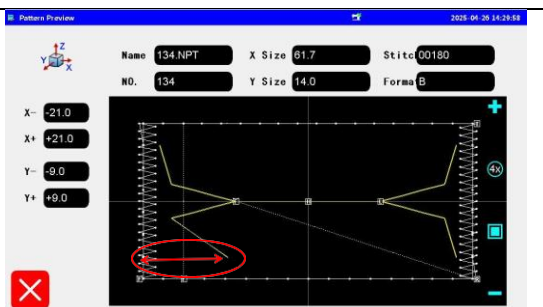 Pattern Preview 2025-04-26 14:29:58
Z
Y X
Name 134.NPT X Size 61.7 Stitc 00180
NO. 134 Y Size 14.0 Forma B
X- -21.0
X+ +21.0
Y- -9.0
Y+ +9.0
4x